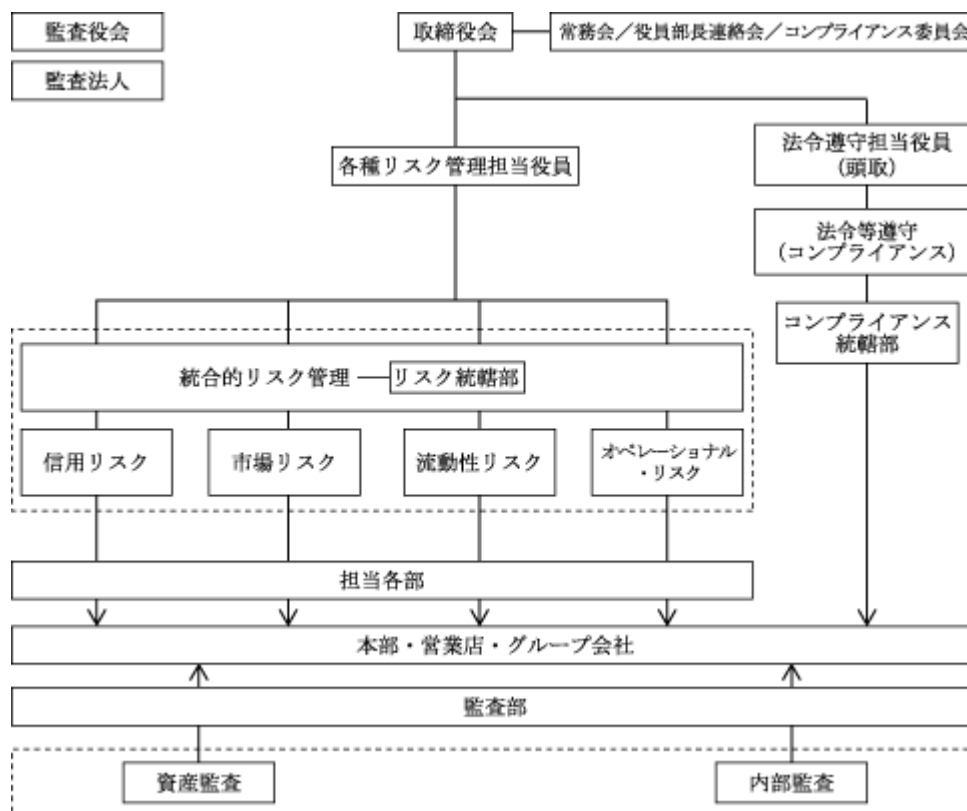 監査役会
取締役会
常務会／役員部長連絡会／コンプライアンス委員会
監査法人
法令遵守担当役員
(頭取)
各種リスク管理担当役員
法令等遵守
(コンプライアンス)
コンプライアンス
統轄部
統合的リスク管理
リスク統轄部
信用リスク
市場リスク
流動性リスク
オペレーショナル
・リスク
担当各部
本部・営業店・グループ会社
監査部
資産監査
内部監査